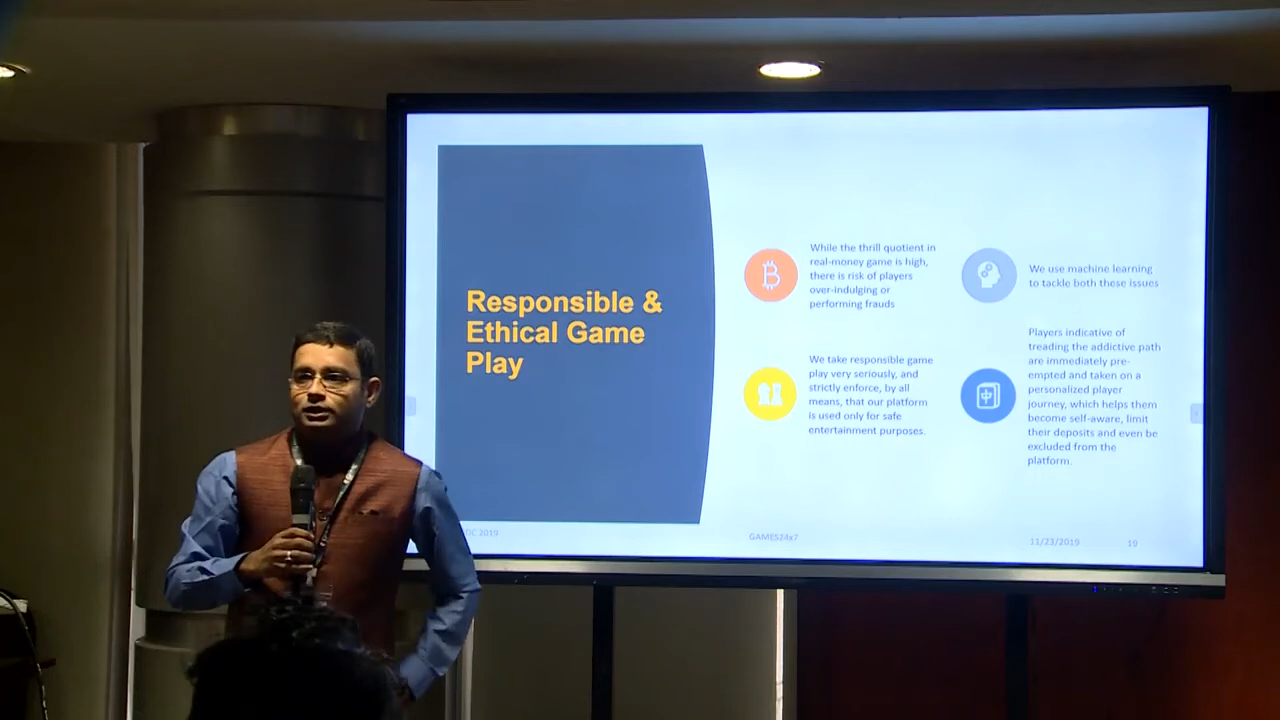 Responsible &
Ethical Game
Play
While the thrill quotient in
real-money game is high,
there is risk of players
over-indulging or
performing frauds
We use machine learning
to tackle both these issues
We take responsible game
play very seriously, and
strictly enforce, by all
means, that our platform
is used only for safe
entertainment purposes.
Players indicative of
treading the addictive path
are immediately pre-
empted and taken on a
personalized player
journey, which helps them
become self-aware, limit
their deposits and even be
excluded from the
platform.
2019
GAMES24x7
11/23/2019
19